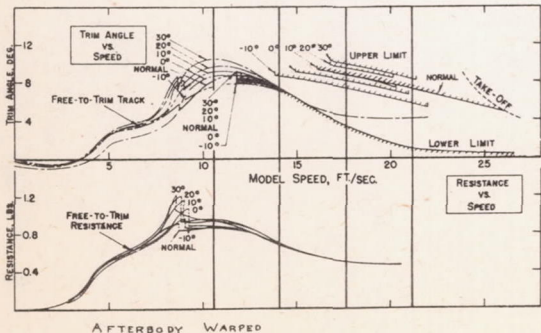 TRIM ANGLE
VS.
SPEED
TRIM ANGLE, DEG.
12
8
4
FREE-TO-TRIM TRACK
30°
20°
10°
0°
NORMAL
-10°
30°
20°
10°
NORMAL
0°
-10°
-10° 0° 10° 20° 30°
UPPER LIMIT
NORMAL
TAKE-OFF
LOWER LIMIT
5 10 15 20 25
MODEL SPEED, FT./SEC.
RESISTANCE
VS.
SPEED
RESISTANCE, LBS.
1.2
0.8
0.4
FREE-TO-TRIM
RESISTANCE
30°
20°
10°
0°
-10°
NORMAL
AFTERBODY WARPED